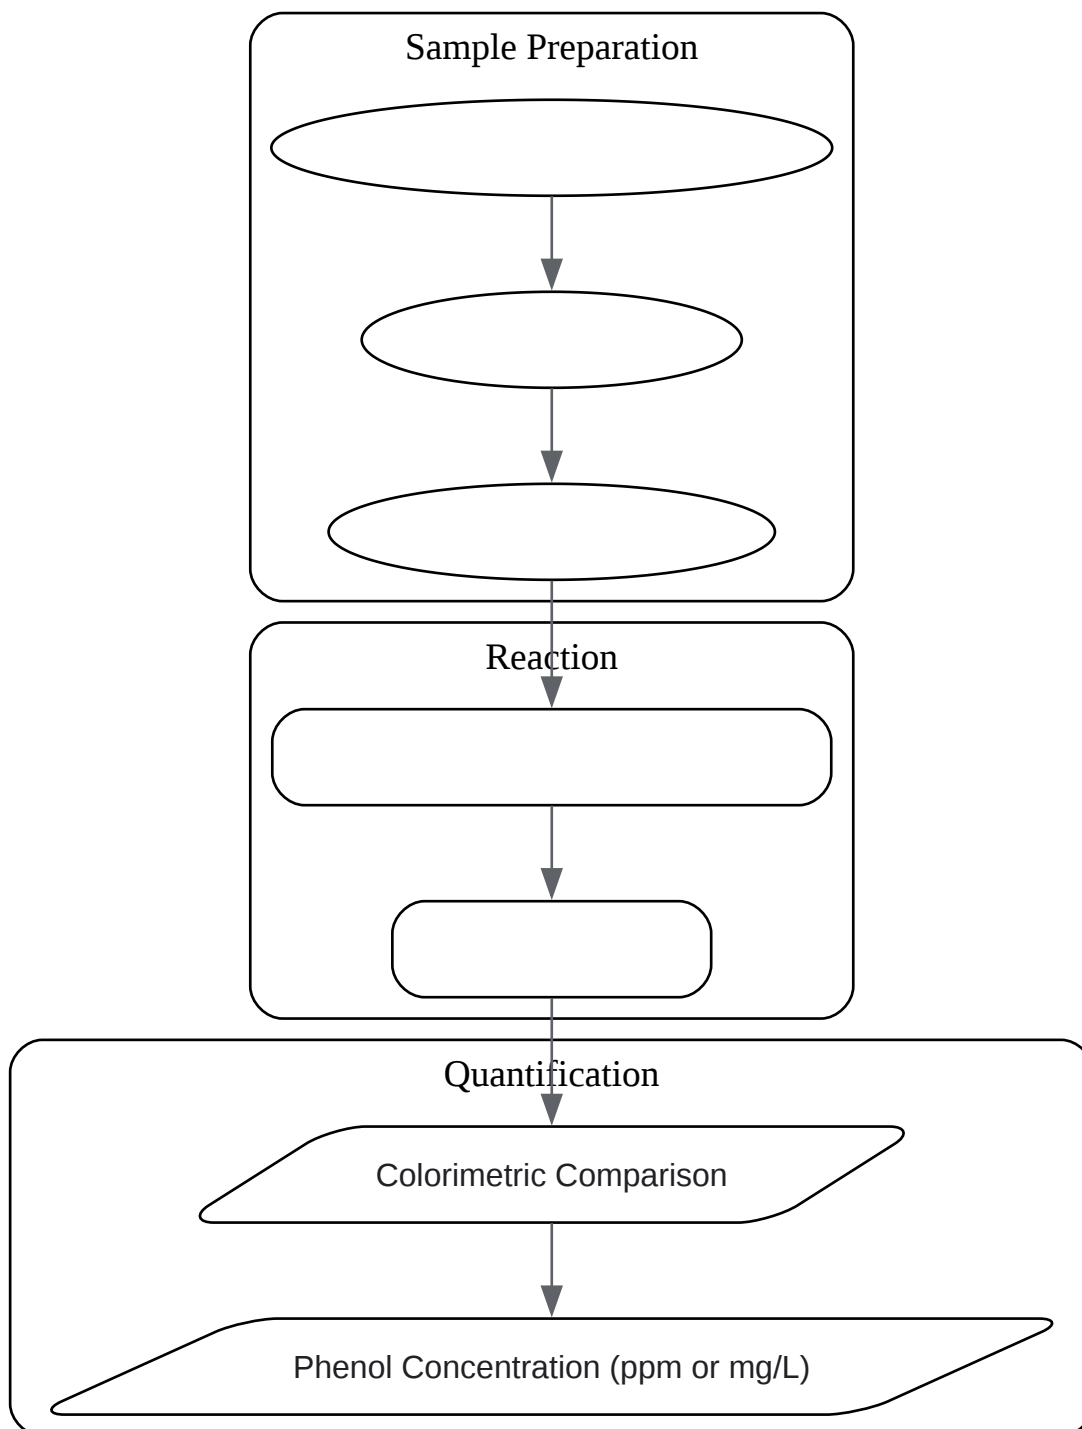 Sample Preparation
Reaction
Quantification
Colorimetric Comparison
Phenol Concentration (ppm or mg/L)